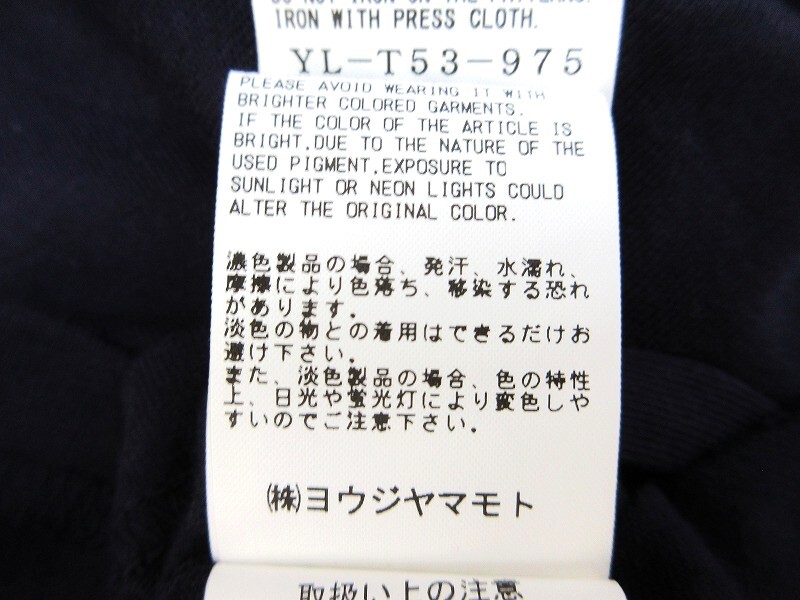 DO NOT IRON ON THE PATTERNS.
IRON WITH PRESS CLOTH.
YL-T53-975
PLEASE AVOID WEARING IT WITH
BRIGHTER COLORED GARMENTS.
IF THE COLOR OF THE ARTICLE IS
BRIGHT,DUE TO THE NATURE OF THE
USED PIGMENT,EXPOSURE TO
SUNLIGHT OR NEON LIGHTS COULD
ALTER THE ORIGINAL COLOR.
濃色製品の場合、発汗、水濡れ、
摩擦により色落ち、移染する恐れ
があります。
淡色の物との着用はできるだけお
避け下さい。
また、淡色製品の場合、色の特性
上、日光や蛍光灯により変色しや
すいのでご注意下さい。
㈱ヨウジヤマモト
取扱い上の注意